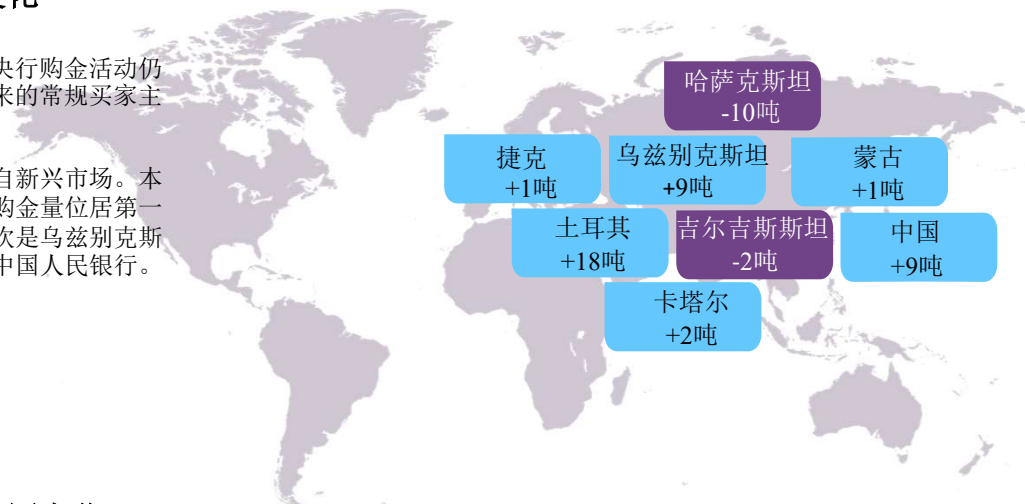 央行购金活动仍
来的常规买家主
自新兴市场。本
购金量位居第一
次是乌兹别克斯
中国人民银行。
哈萨克斯坦
-10吨
捷克
+1吨
乌兹别克斯坦
+9吨
蒙古
+1吨
土耳其
+18吨
吉尔吉斯斯坦
-2吨
中国
+9吨
卡塔尔
+2吨